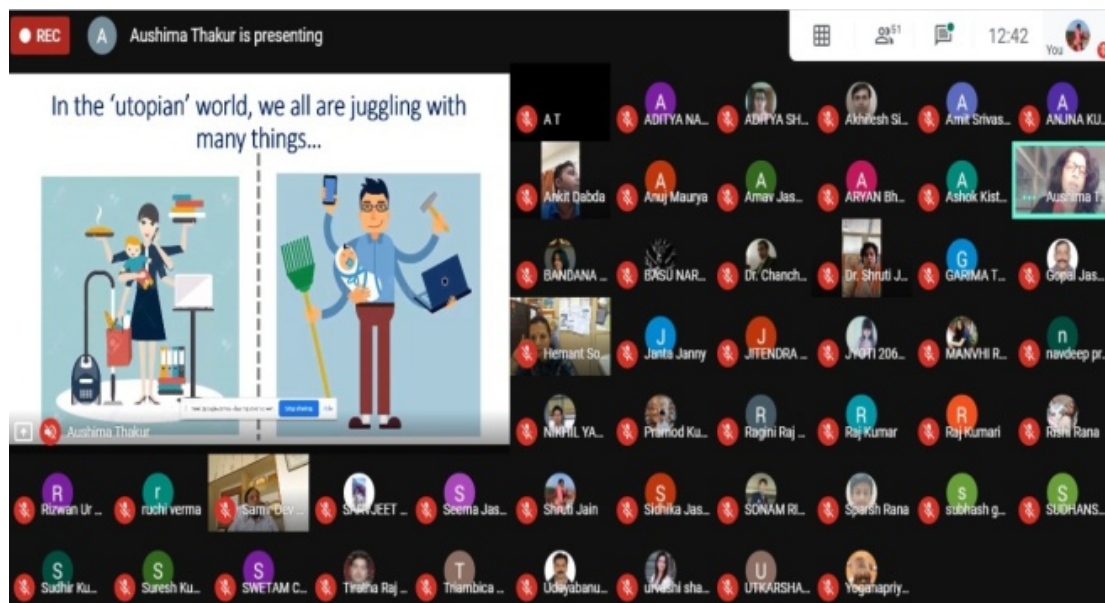 REC
A
Aushima Thakur is presenting
51
12:42
You
In the 'utopian' world, we all are juggling with
many things...
Stop sharing
Hide
Aushima Thakur
A T
A
ADITYA NA...
ADITYA SH...
Akhilesh Si...
A
Amit Srivas...
A
ANJNA KU...
Ankit Dabda
A
Anuj Maurya
A
Arnav Jas...
A
ARYAN Bh...
A
Ashok Kist...
Aushima T...
BANDANA ...
BASU NAR...
Dr. Chanch...
Dr. Shruti J...
G
GARIMA T...
Gopal Jas...
Hemant So...
J
Janta Janny
J
JITENDRA ...
JYOTI 206...
MANVHI R...
n
navdeep pr...
NIKHIL YA...
Pramod Ku...
R
Ragini Raj ...
R
Raj Kumar
R
Raj Kumari
Rishi Rana
R
Rizwan Ur ...
r
ruchi verma
Samir Dev ...
SARVJEET ...
S
Seema Jas...
Shruti Jain
S
Sidhika Jas...
SONAM RI...
Sparsh Rana
s
subhash g...
S
SUDHANS...
S
Sudhir Ku...
S
Suresh Ku...
S
SWETAM C...
Tiratha Raj ...
T
Triambica ...
Udayabanu...
urvashi sha...
U
UTKARSHA...
Yoganapriy...